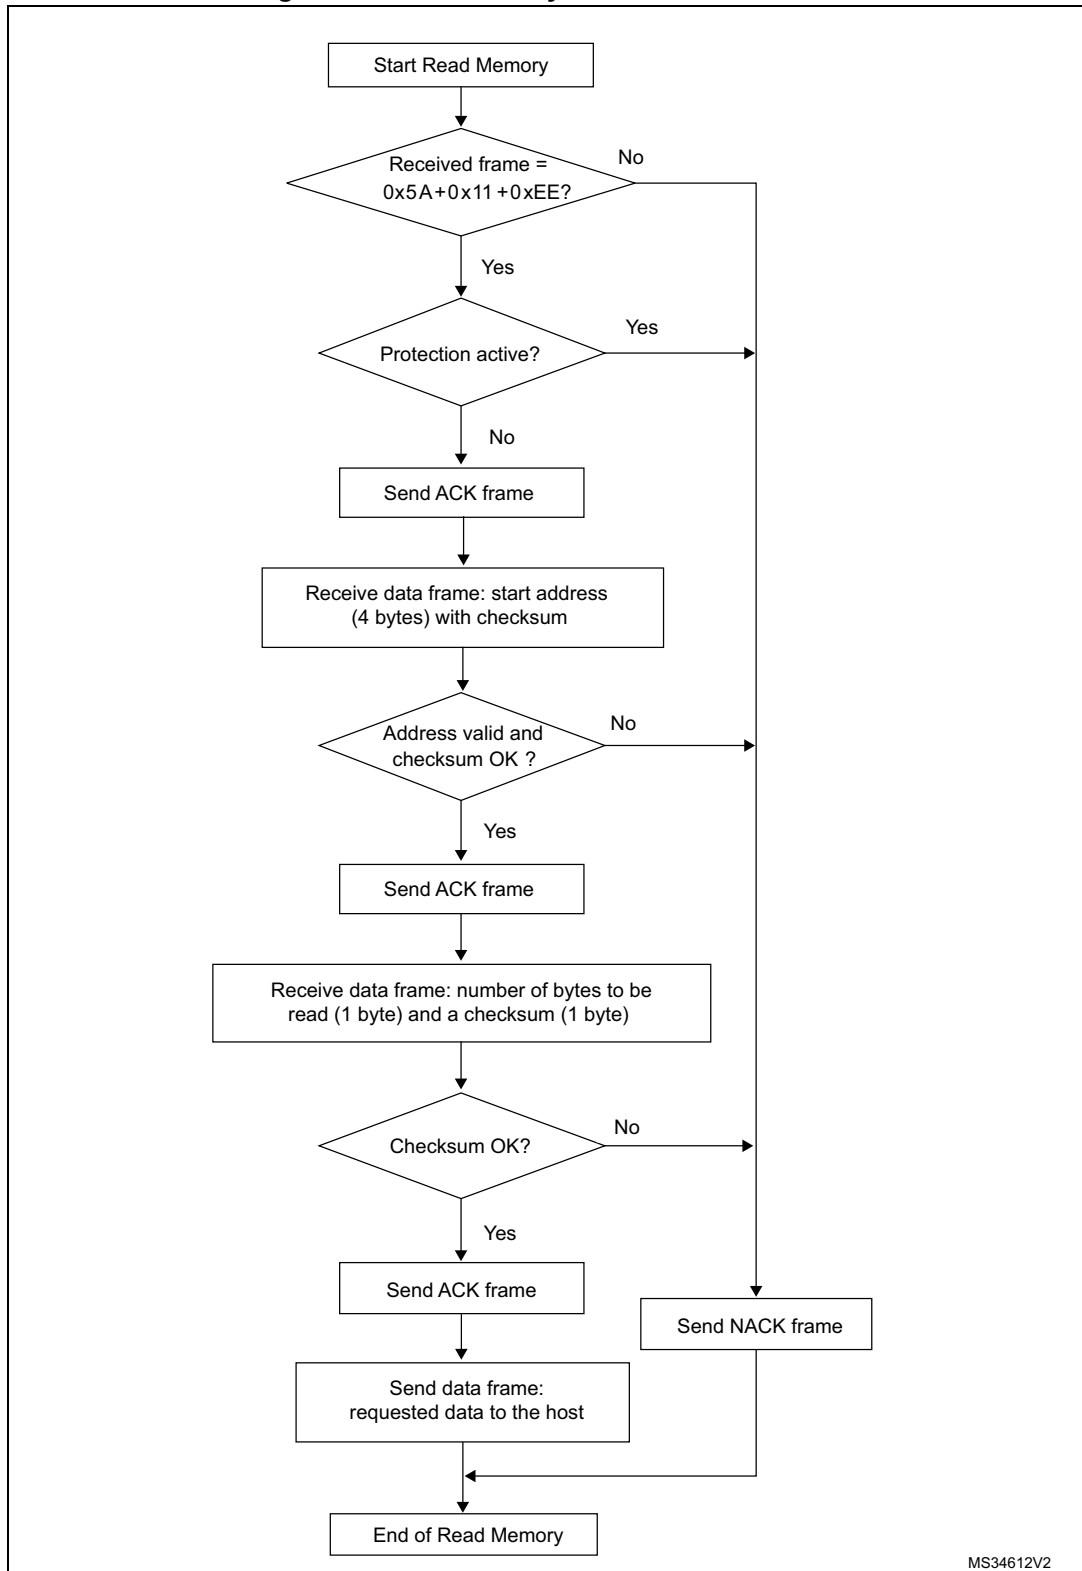 Start Read Memory
Received frame =
0x5A+0x11+0xEE?
No
Yes
Protection active?
Yes
No
Send ACK frame
Receive data frame: start address
(4 bytes) with checksum
Address valid and
checksum OK ?
No
Yes
Send ACK frame
Receive data frame: number of bytes to be
read (1 byte) and a checksum (1 byte)
Checksum OK?
No
Yes
Send ACK frame
Send NACK frame
Send data frame:
requested data to the host
End of Read Memory
MS34612V2